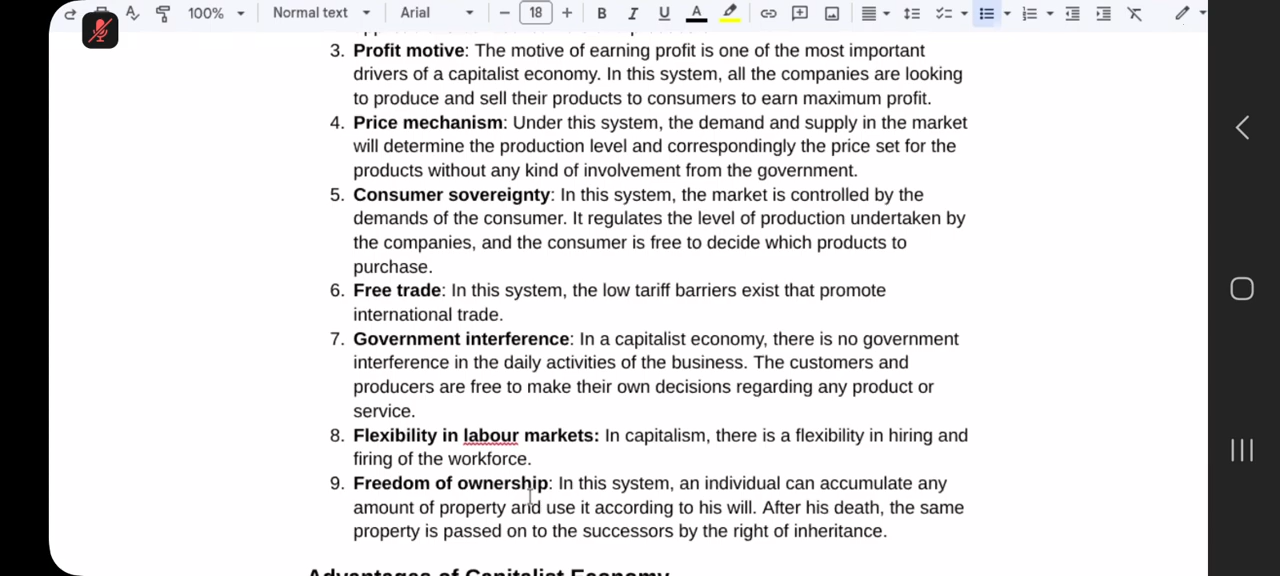 100% Normal text Arial 18 B I U A
3. Profit motive: The motive of earning profit is one of the most important
drivers of a capitalist economy. In this system, all the companies are looking
to produce and sell their products to consumers to earn maximum profit.
4. Price mechanism: Under this system, the demand and supply in the market
will determine the production level and correspondingly the price set for the
products without any kind of involvement from the government.
5. Consumer sovereignty: In this system, the market is controlled by the
demands of the consumer. It regulates the level of production undertaken by
the companies, and the consumer is free to decide which products to
purchase.
6. Free trade: In this system, the low tariff barriers exist that promote
international trade.
7. Government interference: In a capitalist economy, there is no government
interference in the daily activities of the business. The customers and
producers are free to make their own decisions regarding any product or
service.
8. Flexibility in labour markets: In capitalism, there is a flexibility in hiring and
firing of the workforce.
9. Freedom of ownership: In this system, an individual can accumulate any
amount of property and use it according to his will. After his death, the same
property is passed on to the successors by the right of inheritance.
Advantages of Capitalist Economy